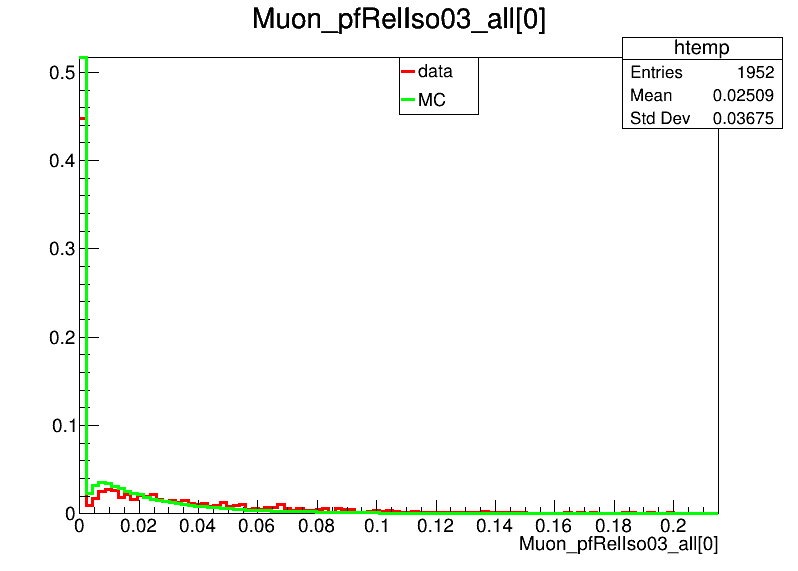 Muon_pfRelIso03_all[0]
htemp
Entries 1952
Mean 0.02509
Std Dev 0.03675
data
MC
0.5
0.4
0.3
0.2
0.1
0
0 0.02 0.04 0.06 0.08 0.1 0.12 0.14 0.16 0.18 0.2
Muon_pfRelIso03_all[0]